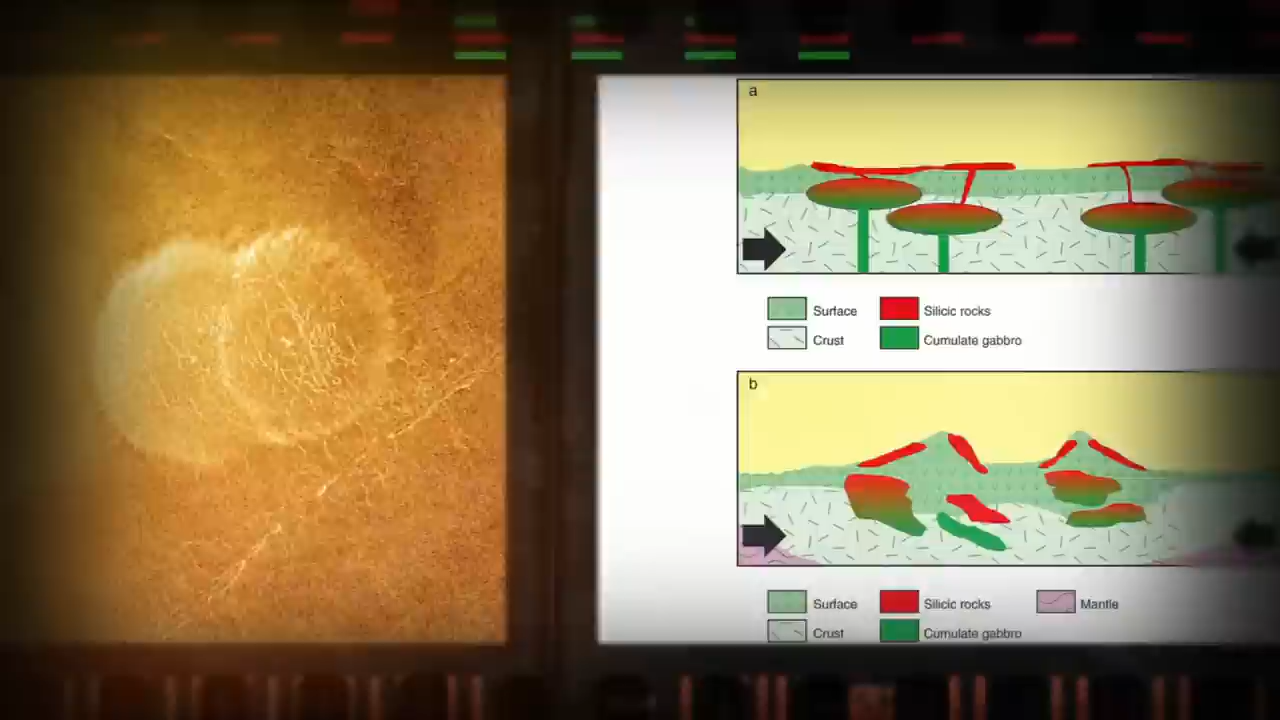 a
Surface
Silicic rocks
Crust
Cumulate gabbro
b
Surface
Silicic rocks
Mantle
Crust
Cumulate gabbro